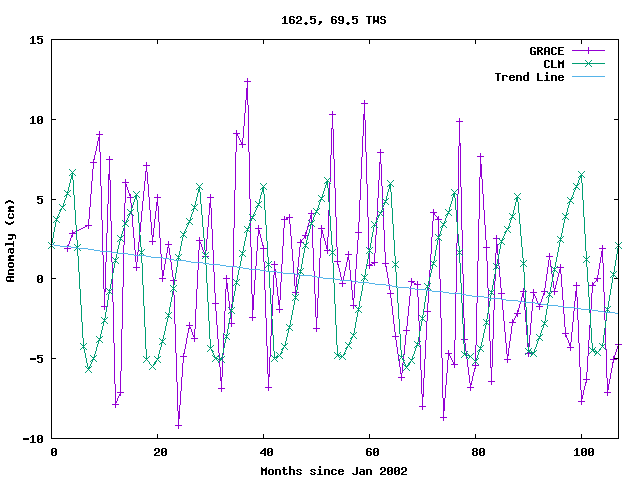 162.5, 69.5 TWS
GRACE
CLM
Trend Line
15
10
5
0
-5
-10
Anomaly (cm)
0 20 40 60 80 100
Months since Jan 2002